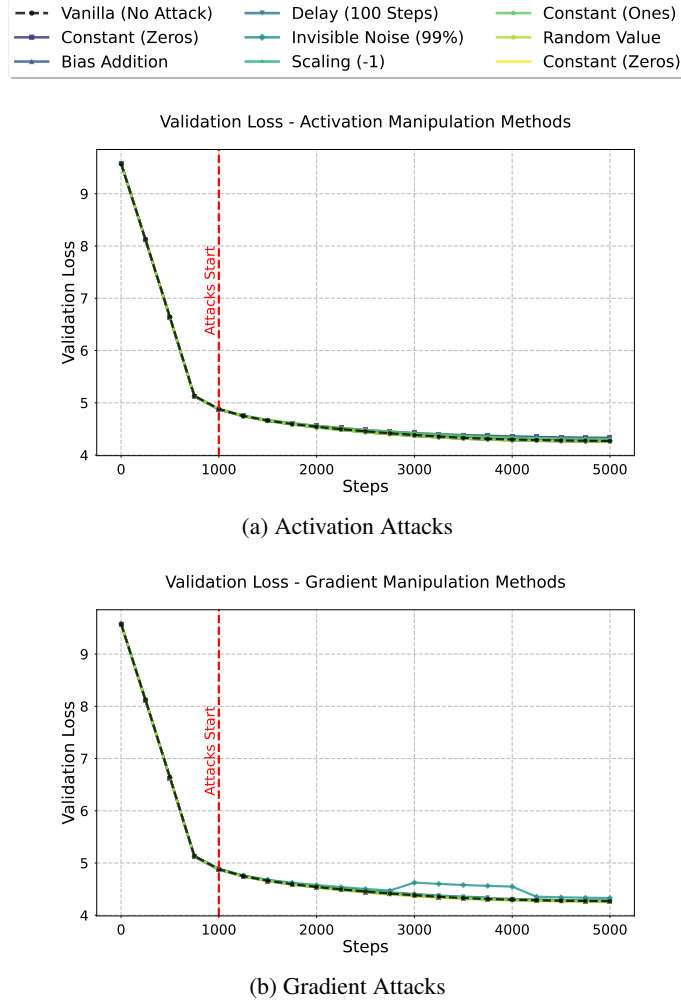 Vanilla (No Attack) Delay (100 Steps) Constant (Ones)
Constant (Zeros) Invisible Noise (99%) Random Value
Bias Addition Scaling (-1) Constant (Zeros)
Validation Loss - Activation Manipulation Methods
9
8
7
6
5
4
Validation Loss
Attacks Start
0 1000 2000 3000 4000 5000
Steps
(a) Activation Attacks
Validation Loss - Gradient Manipulation Methods
9
8
7
6
5
4
Validation Loss
Attacks Start
0 1000 2000 3000 4000 5000
Steps
(b) Gradient Attacks